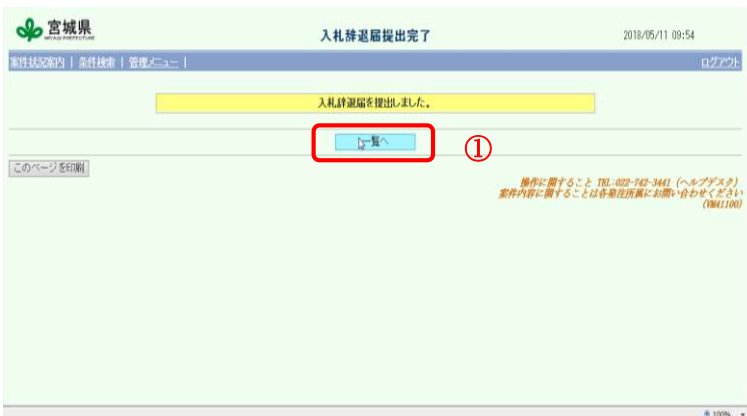 宮城県
MIYAGI PREFECTURE
入札辞退届提出完了
2018/05/11 09:54
案件状況案内 | 条件検索 | 管理メニュー |
ログアウト
入札辞退届を提出しました。
一覧へ
①
このページを印刷
操作に関すること TEL:022-742-3441 (ヘルプデスク)
案件内容に関することは各発注所属にお問い合わせください
(VM41100)
100%